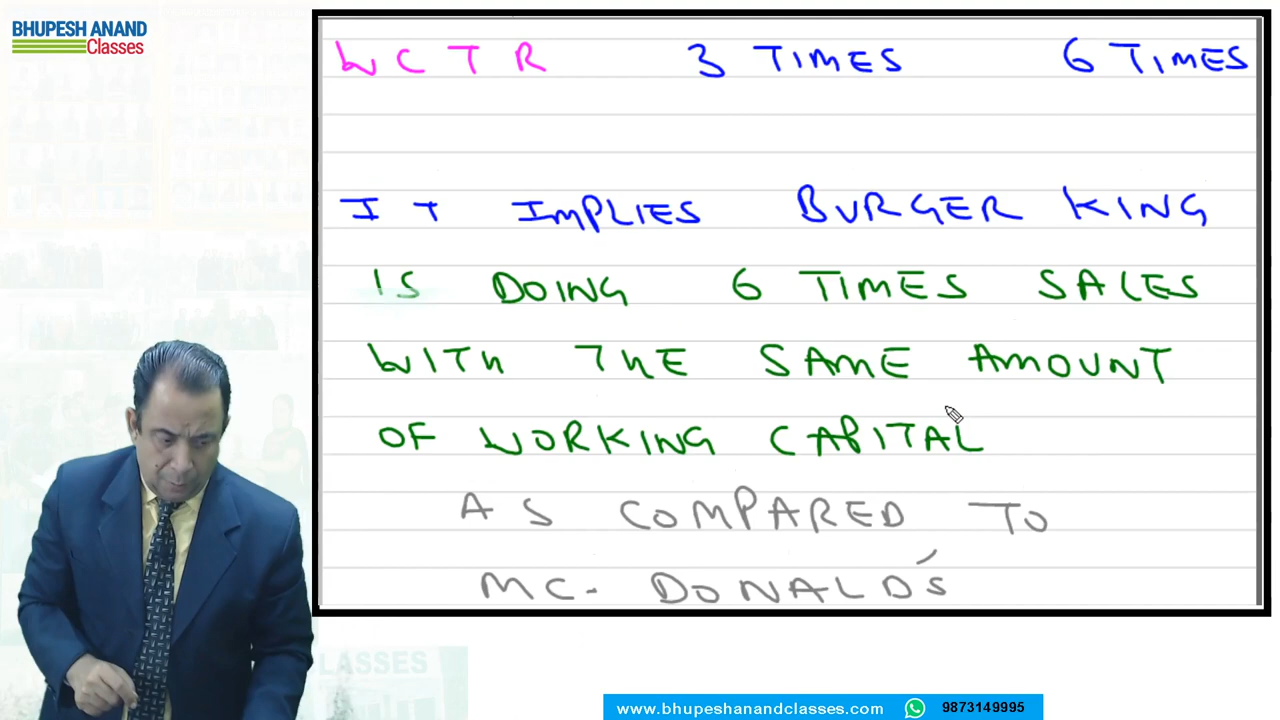 BHUPESH ANAND
Classes
WCTR 3 TIMES 6 TIMES
IT IMPLIES BURGER KING
IS DOING 6 TIMES SALES
WITH THE SAME AMOUNT
OF WORKING CAPITAL
AS COMPARED TO
MC. DONALD'S
CLASSES
www.bhupeshanandclasses.com 9873149995